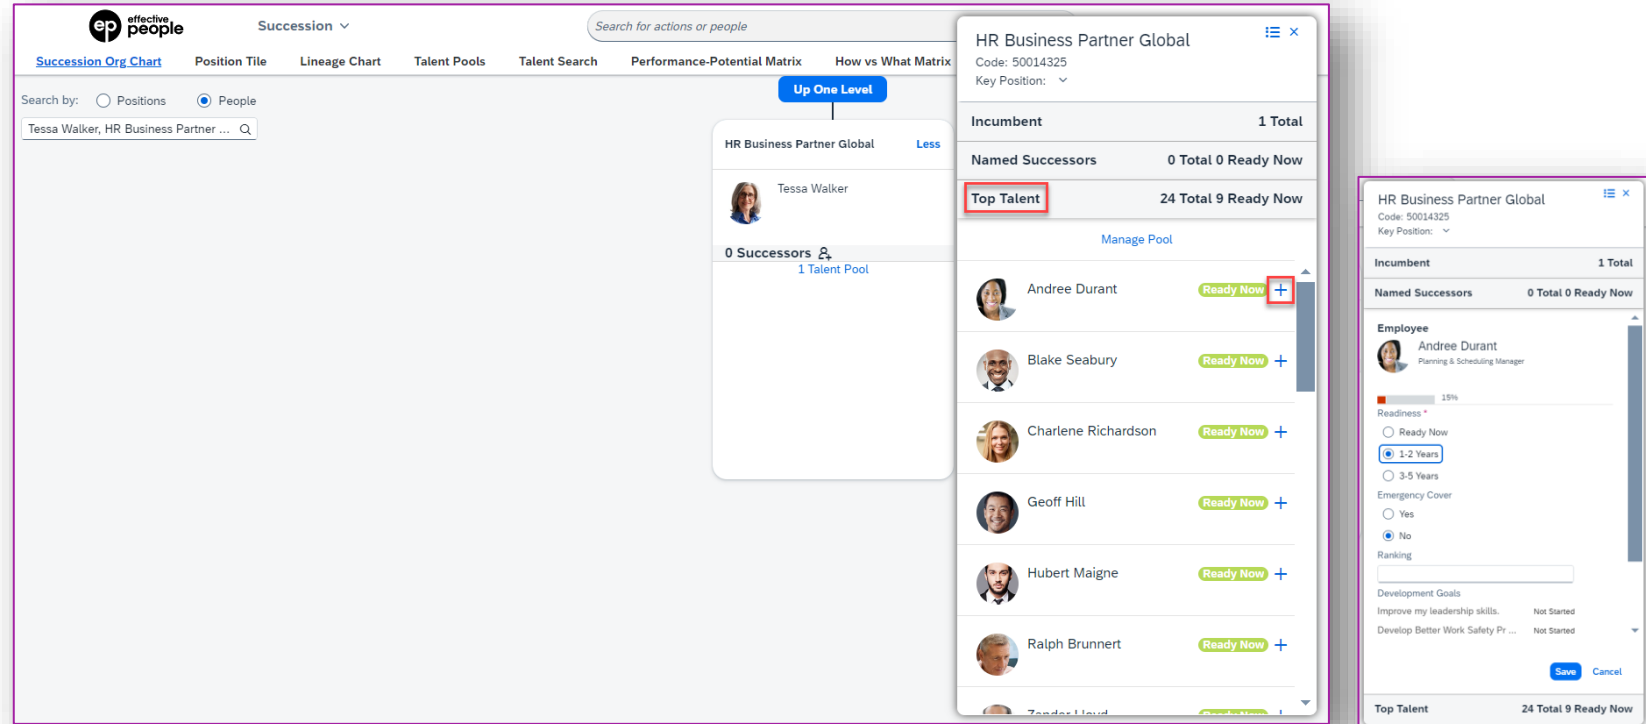 ep effective people
Succession
Search for actions or people
Succession Org Chart Position Tile Lineage Chart Talent Pools Talent Search Performance-Potential Matrix How vs What Matrix
Search by: Positions People
Tessa Walker, HR Business Partner ...
Up One Level
HR Business Partner Global Less
Tessa Walker
0 Successors
1 Talent Pool
HR Business Partner Global
Code: 50014325
Key Position:
Incumbent 1 Total
Named Successors 0 Total 0 Ready Now
Top Talent 24 Total 9 Ready Now
Manage Pool
Andree Durant Ready Now +
Blake Seabury Ready Now +
Charlene Richardson Ready Now +
Geoff Hill Ready Now +
Hubert Maigne Ready Now +
Ralph Brunnert Ready Now +
HR Business Partner Global
Code: 50014325
Key Position:
Incumbent 1 Total
Named Successors 0 Total 0 Ready Now
Employee
Andree Durant
Planning & Scheduling Manager
15%
Readiness *
Ready Now
1-2 Years
3-5 Years
Emergency Cover
Yes
No
Ranking
Development Goals
Improve my leadership skills. Not Started
Develop Better Work Safety Pr ... Not Started
Save Cancel
Top Talent 24 Total 9 Ready Now